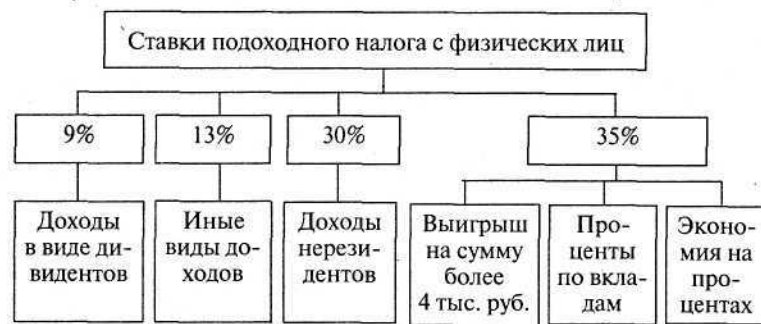 Ставки подоходного налога с физических лиц
9%
13%
30%
35%
Доходы
в виде ди-
видентов
Иные
виды до-
ходов
Доходы
нерези-
дентов
Выигрыш
на сумму
более
4 тыс. руб.
Про-
центы
по вкла-
дам
Эконо-
мия на
про-
центах